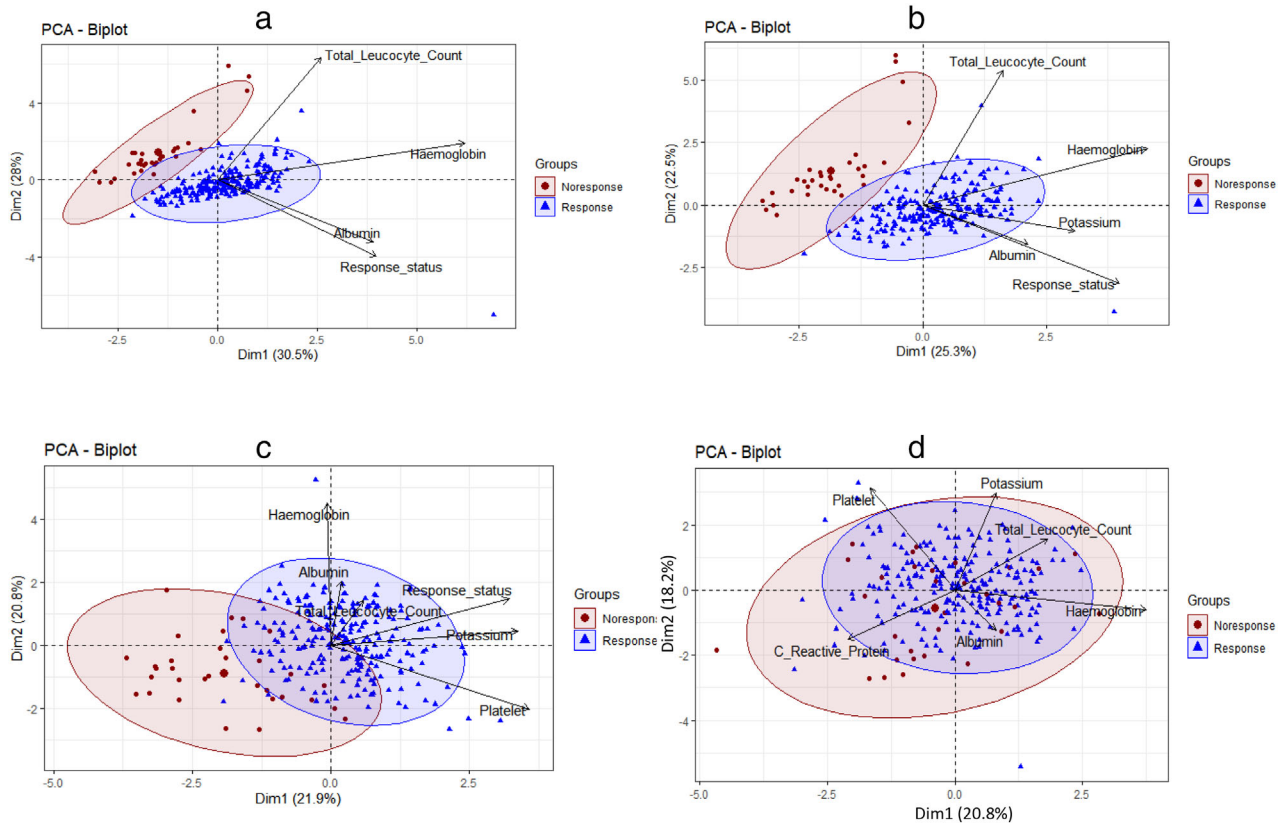 a
PCA - Biplot
Total_Leucocyte_Count
Haemoglobin
Albumin
Response_status
4
0
-4
Dim2 (28%)
-2.5
0.0
2.5
5.0
Dim1 (30.5%)
Groups
Noresponse
Response
b
PCA - Biplot
Total_Leucocyte_Count
Haemoglobin
Potassium
Albumin
Response_status
5.0
2.5
0.0
-2.5
Dim2 (22.5%)
-2.5
0.0
2.5
Dim1 (25.3%)
Groups
Noresponse
Response
c
PCA - Biplot
Haemoglobin
Albumin
Response_status
Total_Leucocyte_Count
Potassium
Platelet
4
2
0
-2
Dim2 (20.8%)
-5.0
-2.5
0.0
2.5
Dim1 (21.9%)
Groups
Noresponse
Response
d
PCA - Biplot
Platelet
Potassium
Total_Leucocyte_Count
Haemoglobin
Albumin
C_Reactive_Protein
2
0
-2
-4
Dim2 (18.2%)
-5.0
-2.5
0.0
2.5
Dim1 (20.8%)
Groups
Noresponse
Response